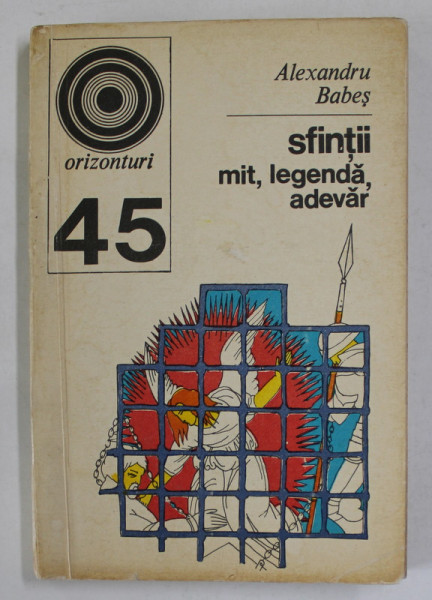 orizonturi
45
Alexandru
Babeș
sfinții
mit, legendă,
adevăr